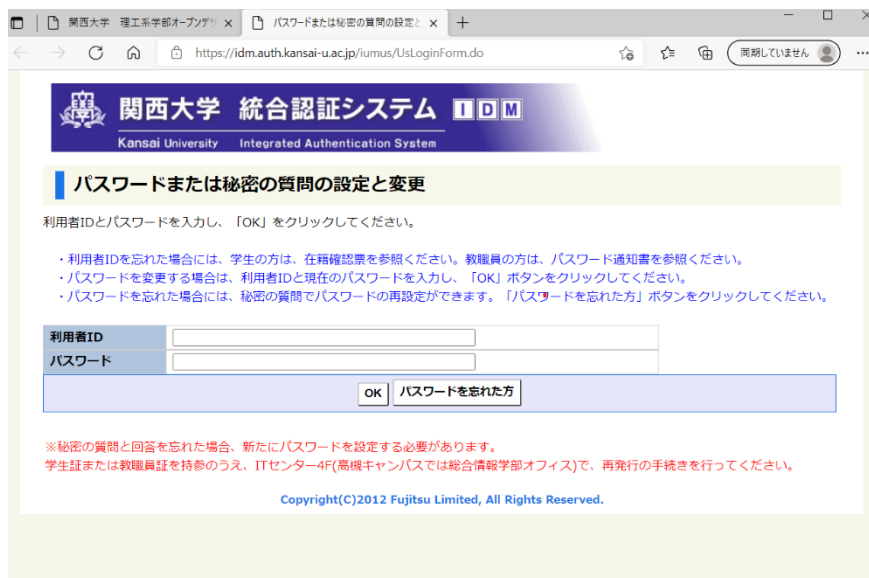 関西大学 理工系学部オープンデザ
パスワードまたは秘密の質問の設定と
https://idm.auth.kansai-u.ac.jp/iumus/UsLoginForm.do
同期していません
関西大学 統合認証システム IDM
Kansai University Integrated Authentication System
パスワードまたは秘密の質問の設定と変更
利用者IDとパスワードを入力し、「OK」をクリックしてください。
・利用者IDを忘れた場合には、学生の方は、在籍確認票を参照ください。教職員の方は、パスワード通知書を参照ください。
・パスワードを変更する場合は、利用者IDと現在のパスワードを入力し、「OK」ボタンをクリックしてください。
・パスワードを忘れた場合には、秘密の質問でパスワードの再設定ができます。「パスワードを忘れた方」ボタンをクリックしてください。
利用者ID
パスワード
OK パスワードを忘れた方
※秘密の質問と回答を忘れた場合、新たにパスワードを設定する必要があります。
学生証または教職員証を持参のうえ、ITセンター4F(高槻キャンパスでは総合情報学部オフィス)で、再発行の手続きを行ってください。
Copyright(C)2012 Fujitsu Limited, All Rights Reserved.